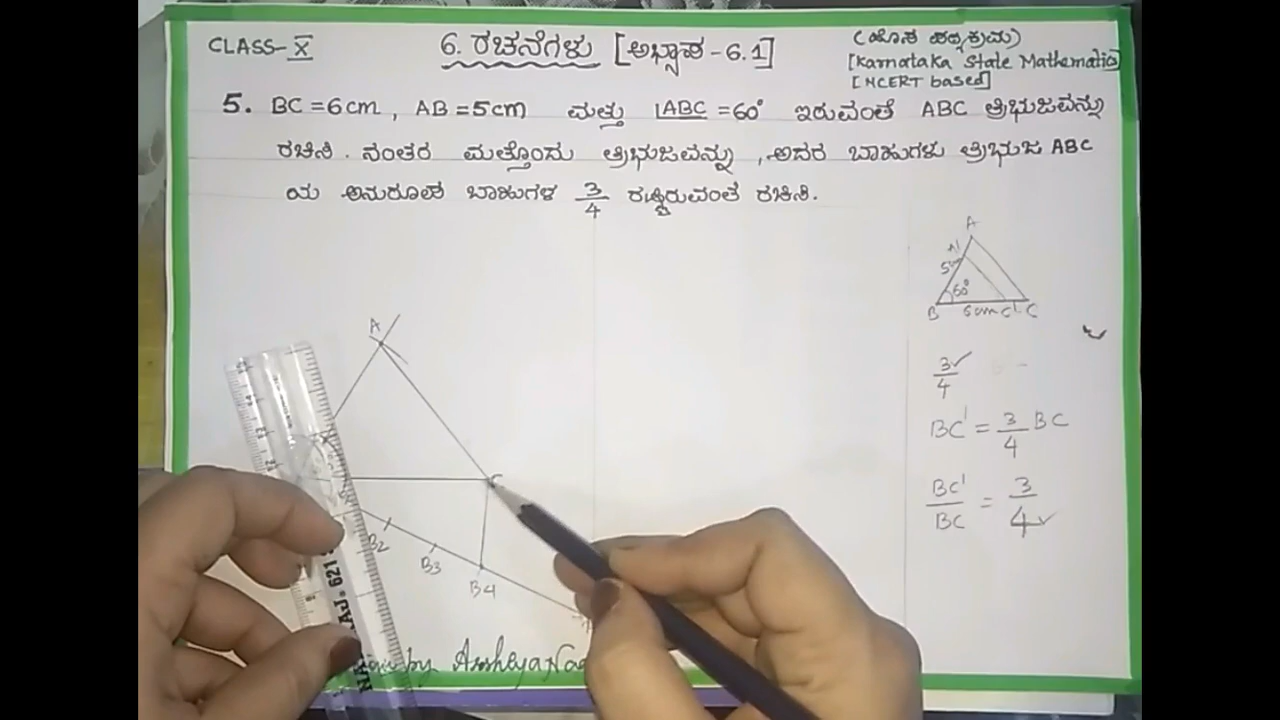 CLASS-X
6. ರಚನೆಗಳು [ಅಭ್ಯಾಸ - 6.1]
(ಹೊಸ ಪಠ್ಯಕ್ರಮ)
[Karnataka State Mathematics]
[NCERT based]
5. BC = 6cm, AB = 5cm ಮತ್ತು ∠ABC = 60° ಇರುವಂತೆ ABC ತ್ರಿಭುಜವನ್ನು
ರಚಿಸಿ. ನಂತರ ಮತ್ತೊಂದು ತ್ರಿಭುಜವನ್ನು, ಅದರ ಬಾಹುಗಳು ತ್ರಿಭುಜ ABC
ಯ ಅನುರೂಪ ಬಾಹುಗಳ 3/4 ರಷ್ಟಿರುವಂತೆ ರಚಿಸಿ.
A
A'
5cm
60°
B 6cm C' C
3/4
BC' = 3/4 BC
BC'/BC = 3/4
A
C
B2
B3
B4
by
621